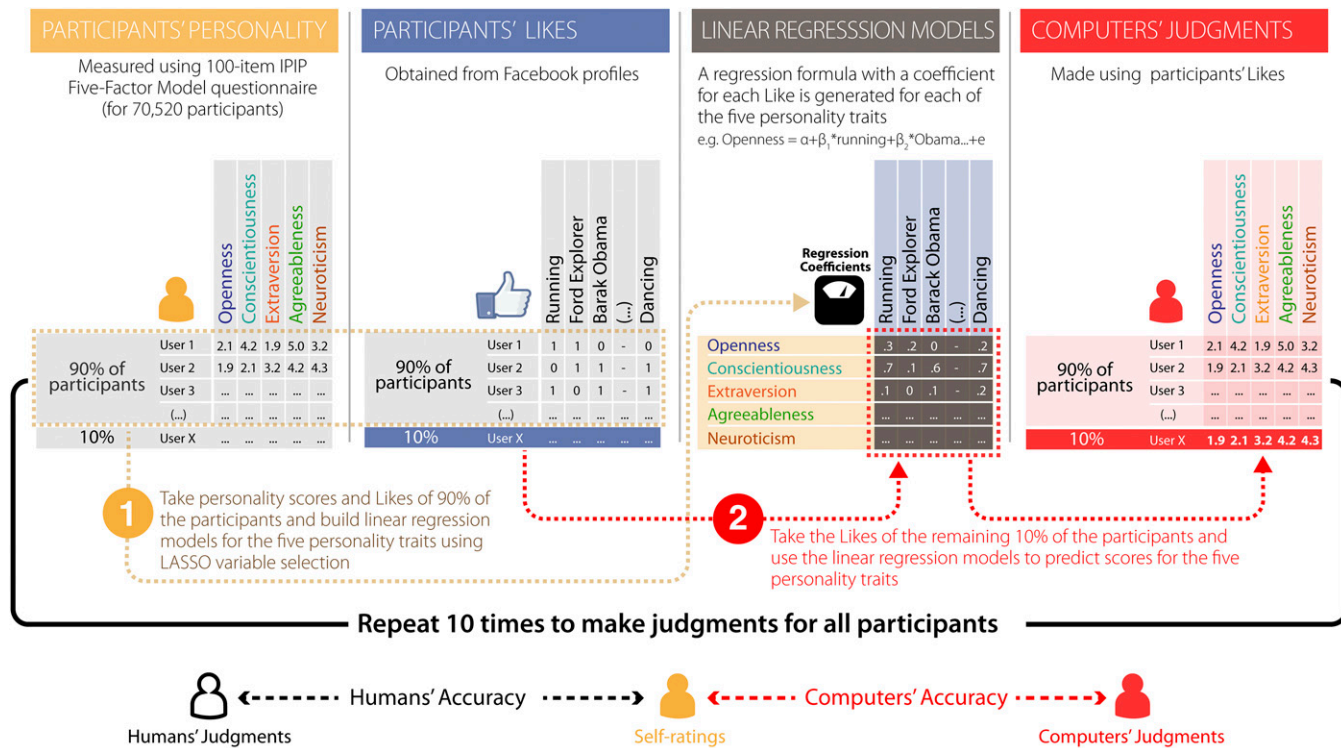 PARTICIPANTS' PERSONALITY
Measured using 100-item IPIP
Five-Factor Model questionnaire
(for 70,520 participants)
Openness
Conscientiousness
Extraversion
Agreeableness
Neuroticism
90% of
participants
User 1 2.1 4.2 1.9 5.0 3.2
User 2 1.9 2.1 3.2 4.2 4.3
User 3 ... ... ... ... ...
(...) ... ... ... ... ...
10% User X ... ... ... ... ...
PARTICIPANTS' LIKES
Obtained from Facebook profiles
Running
Ford Explorer
Barak Obama
(...)
Dancing
90% of
participants
User 1 1 1 0 - 0
User 2 0 1 1 - 1
User 3 1 0 1 - 1
(...) ... ... ... ... ...
10% User X ... ... ... ... ...
LINEAR REGRESSSION MODELS
A regression formula with a coefficient
for each Like is generated for each of
the five personality traits
e.g. Openness = α+β₁*running+β₂*Obama...+e
Regression
Coefficients
Running
Ford Explorer
Barack Obama
(...)
Dancing
Openness .3 .2 0 - .2
Conscientiousness .7 .1 .6 - .7
Extraversion .1 0 .1 - .2
Agreeableness ... ... ... ... ...
Neuroticism ... ... ... ... ...
COMPUTERS' JUDGMENTS
Made using participants' Likes
Openness
Conscientiousness
Extraversion
Agreeableness
Neuroticism
90% of
participants
User 1 2.1 4.2 1.9 5.0 3.2
User 2 1.9 2.1 3.2 4.2 4.3
User 3 ... ... ... ... ...
(...) ... ... ... ... ...
10% User X 1.9 2.1 3.2 4.2 4.3
1
Take personality scores and Likes of 90% of
the participants and build linear regression
models for the five personality traits using
LASSO variable selection
2
Take the Likes of the remaining 10% of the participants and
use the linear regression models to predict scores for the five
personality traits
Repeat 10 times to make judgments for all participants
Humans' Accuracy
Computers' Accuracy
Humans' Judgments
Self-ratings
Computers' Judgments